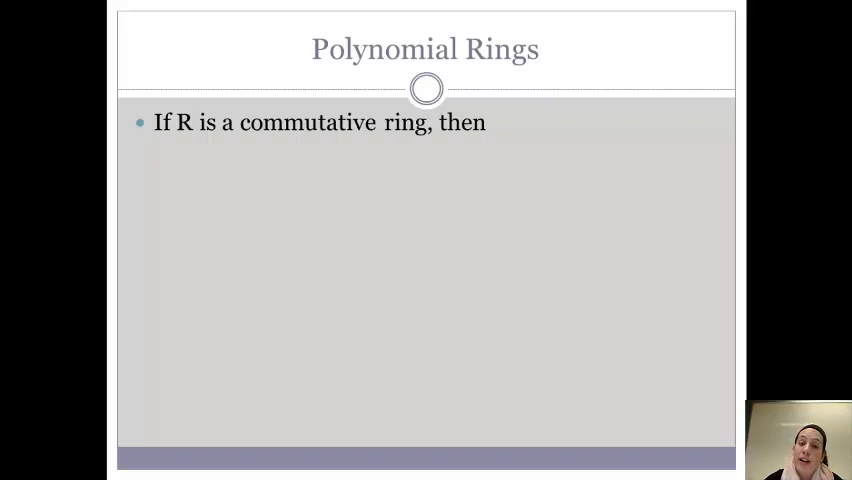 Polynomial Rings
• If R is a commutative ring, then